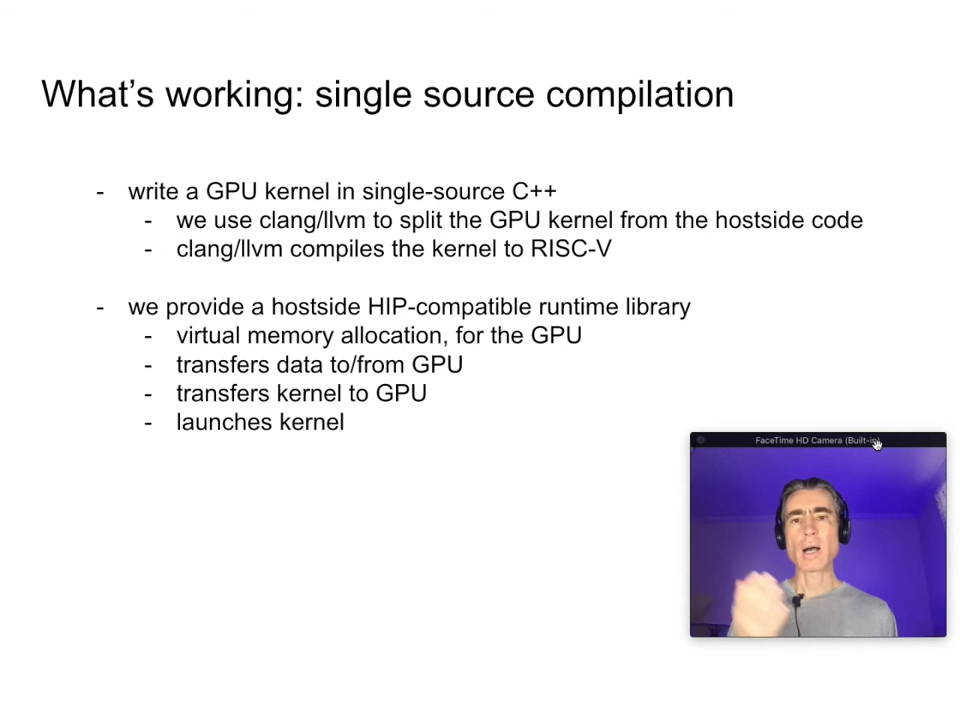 What's working: single source compilation
- write a GPU kernel in single-source C++
- we use clang/llvm to split the GPU kernel from the hostside code
- clang/llvm compiles the kernel to RISC-V
- we provide a hostside HIP-compatible runtime library
- virtual memory allocation, for the GPU
- transfers data to/from GPU
- transfers kernel to GPU
- launches kernel
FaceTime HD Camera (Built-in)